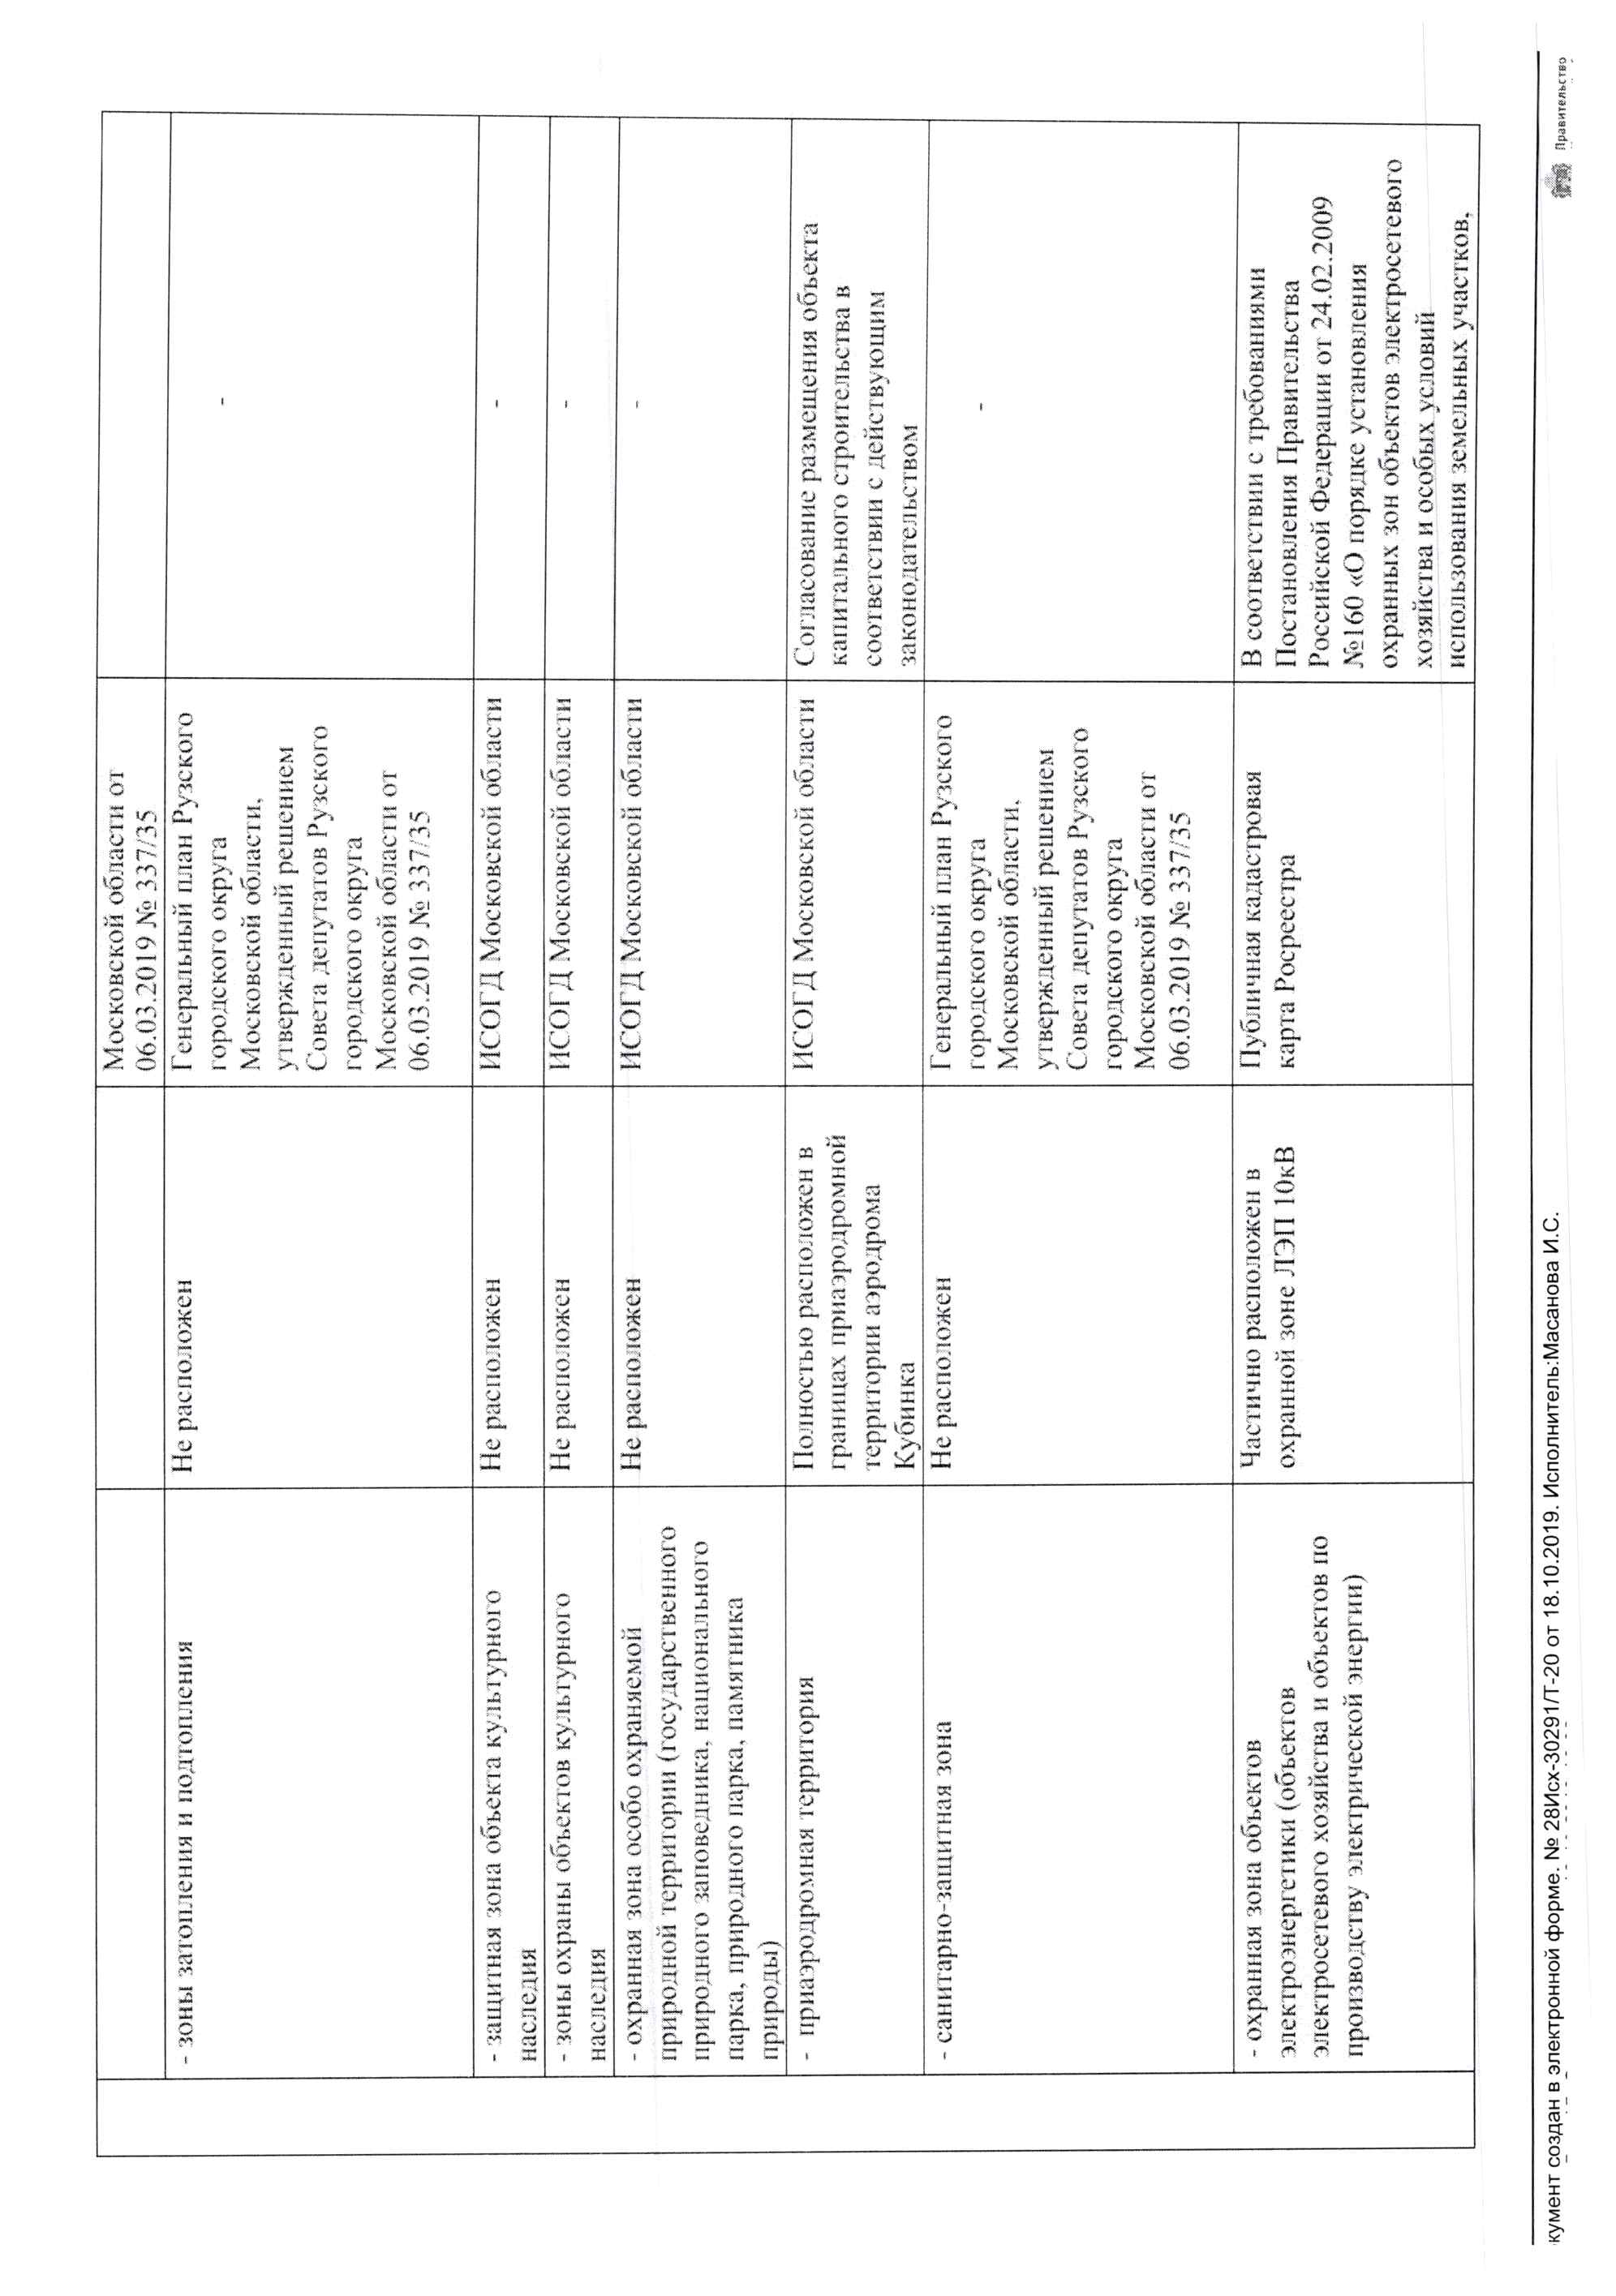 Московской области от
06.03.2019 № 337/35
- зоны затопления и подтопления
Не расположен
Генеральный план Рузского
городского округа
Московской области,
утвержденный решением
Совета депутатов Рузского
городского округа
Московской области от
06.03.2019 № 337/35
-
- защитная зона объекта культурного
наследия
Не расположен
ИСОГД Московской области
-
- зоны охраны объектов культурного
наследия
Не расположен
ИСОГД Московской области
-
- охранная зона особо охраняемой
природной территории (государственного
природного заповедника, национального
парка, природного парка, памятника
природы)
Не расположен
ИСОГД Московской области
-
- приаэродромная территория
Полностью расположен в
границах приаэродромной
территории аэродрома
Кубинка
ИСОГД Московской области
Согласование размещения объекта
капитального строительства в
соответствии с действующим
законодательством
- санитарно-защитная зона
Не расположен
Генеральный план Рузского
городского округа
Московской области,
утвержденный решением
Совета депутатов Рузского
городского округа
Московской области от
06.03.2019 № 337/35
-
- охранная зона объектов
электроэнергетики (объектов
электросетевого хозяйства и объектов по
производству электрической энергии)
Частично расположен в
охранной зоне ЛЭП 10кВ
Публичная кадастровая
карта Росреестра
В соответствии с требованиями
Постановления Правительства
Российской Федерации от 24.02.2009
№160 «О порядке установления
охранных зон объектов электросетевого
хозяйства и особых условий
использования земельных участков,
кумент создан в электронной форме. № 28Исх-30291/Т-20 от 18.10.2019. Исполнитель:Масанова И.С.
Правительство